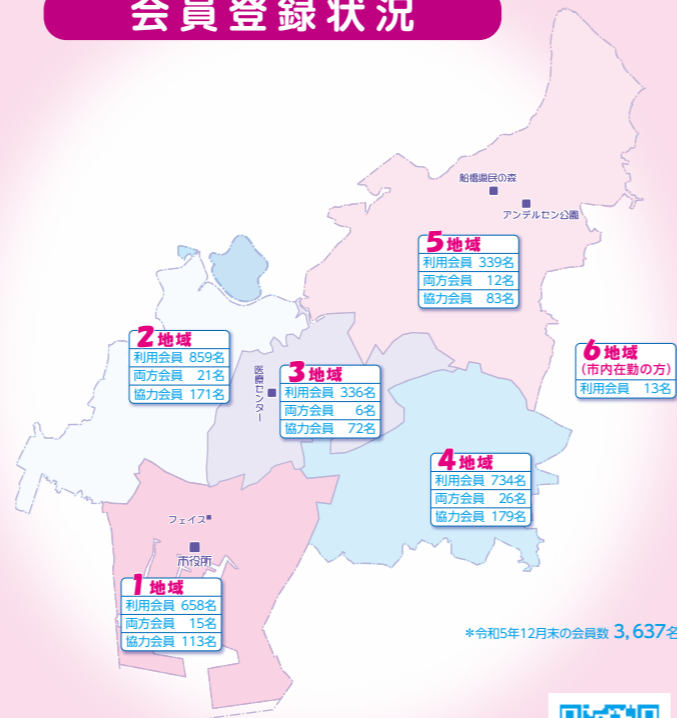 会員登録状況
船橋県民の森
アンデルセン公園
5地域
利用会員 339名
両方会員 12名
協力会員 83名
2地域
利用会員 859名
両方会員 21名
協力会員 171名
医療センター
3地域
利用会員 336名
両方会員 6名
協力会員 72名
6地域
(市内在勤の方)
利用会員 13名
4地域
利用会員 734名
両方会員 26名
協力会員 179名
フェイス
市役所
1地域
利用会員 658名
両方会員 15名
協力会員 113名
*令和5年12月末の会員数 3,637名